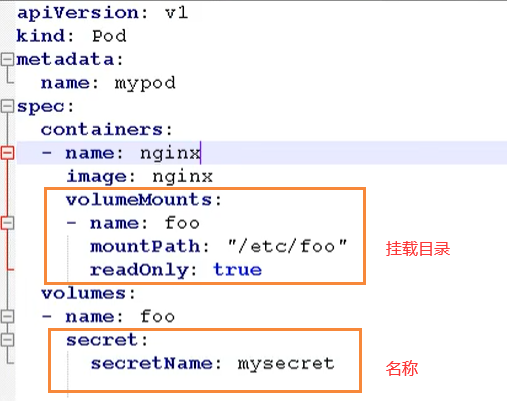 apiVersion: v1
kind: Pod
metadata:
  name: mypod
spec:
  containers:
  - name: nginx
    image: nginx
    volumeMounts:
    - name: foo
      mountPath: "/etc/foo"
      readOnly: true
挂载目录
  volumes:
  - name: foo
    secret:
      secretName: mysecret
名称